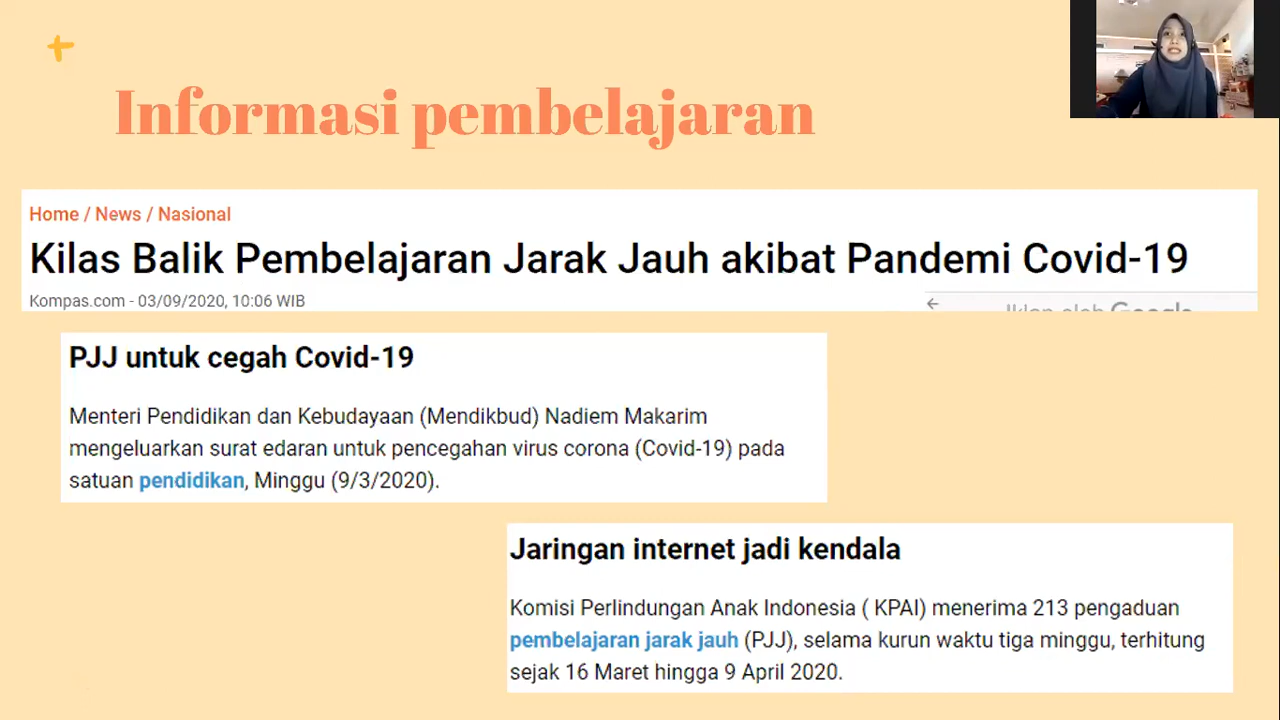 Informasi pembelajaran
Home / News / Nasional
Kilas Balik Pembelajaran Jarak Jauh akibat Pandemi Covid-19
Kompas.com - 03/09/2020, 10:06 WIB
Iklan oleh Google
PJJ untuk cegah Covid-19
Menteri Pendidikan dan Kebudayaan (Mendikbud) Nadiem Makarim
mengeluarkan surat edaran untuk pencegahan virus corona (Covid-19) pada
satuan pendidikan, Minggu (9/3/2020).
Jaringan internet jadi kendala
Komisi Perlindungan Anak Indonesia ( KPAI) menerima 213 pengaduan
pembelajaran jarak jauh (PJJ), selama kurun waktu tiga minggu, terhitung
sejak 16 Maret hingga 9 April 2020.